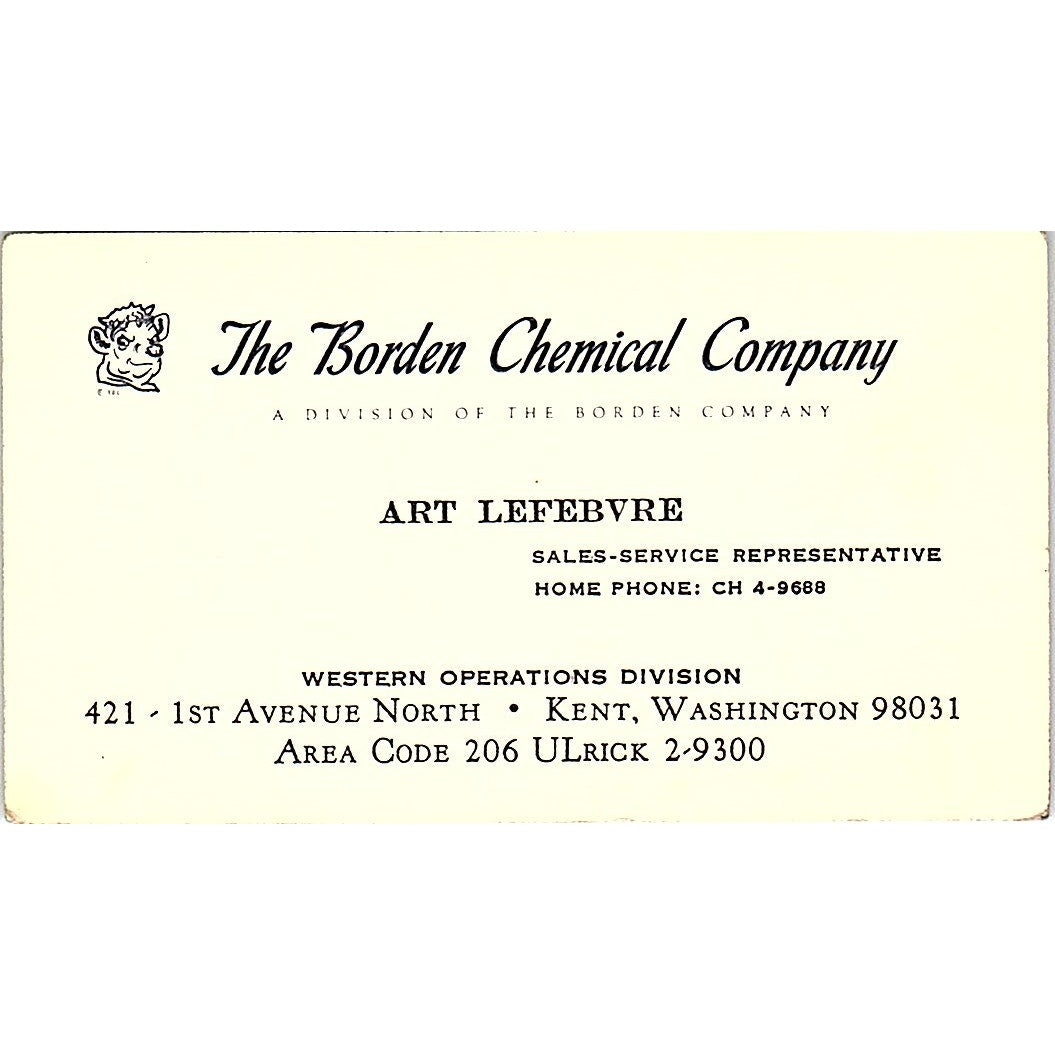 The Borden Chemical Company
A DIVISION OF THE BORDEN COMPANY
ART LEFEBVRE
SALES-SERVICE REPRESENTATIVE
HOME PHONE: CH 4-9688
WESTERN OPERATIONS DIVISION
421 - 1ST AVENUE NORTH • KENT, WASHINGTON 98031
AREA CODE 206 ULRICK 2-9300